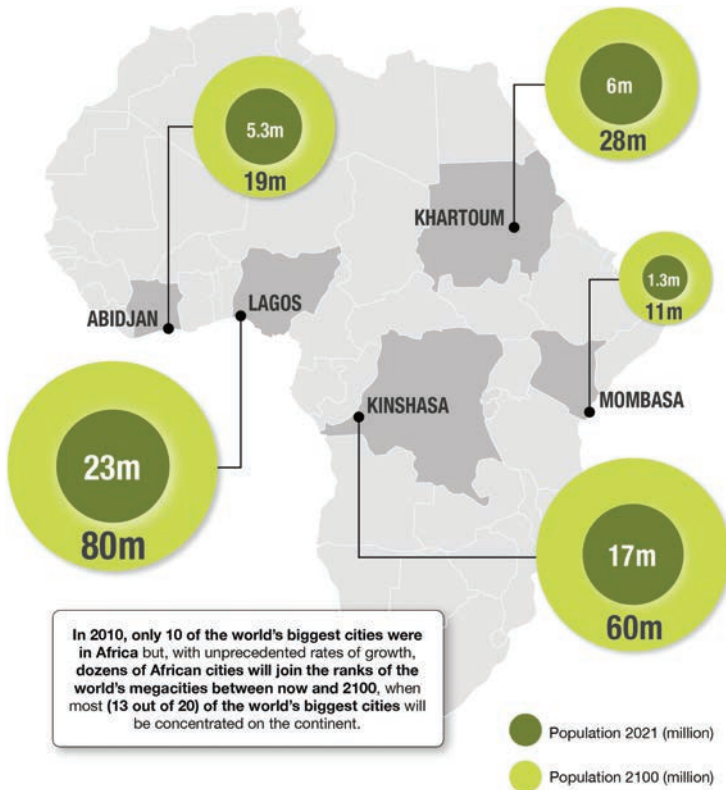 5.3m
19m
6m
28m
KHARTOUM
1.3m
11m
ABIDJAN
LAGOS
KINSHASA
MOMBASA
23m
80m
17m
60m
In 2010, only 10 of the world's biggest cities were
in Africa but, with unprecedented rates of growth,
dozens of African cities will join the ranks of the
world's megacities between now and 2100, when
most (13 out of 20) of the world's biggest cities will
be concentrated on the continent.
Population 2021 (million)
Population 2100 (million)